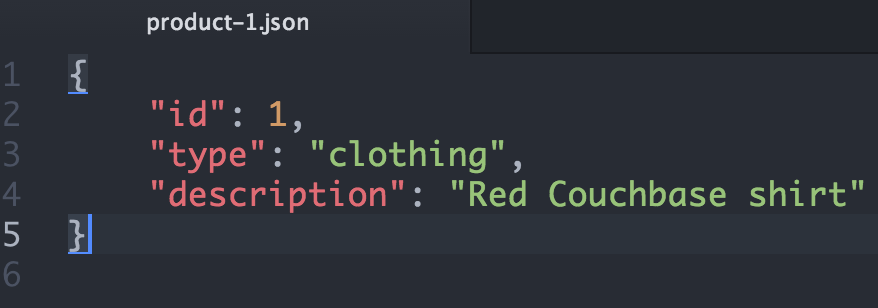 product-1.json
1 {
2 "id": 1,
3 "type": "clothing",
4 "description": "Red Couchbase shirt"
5 }
6